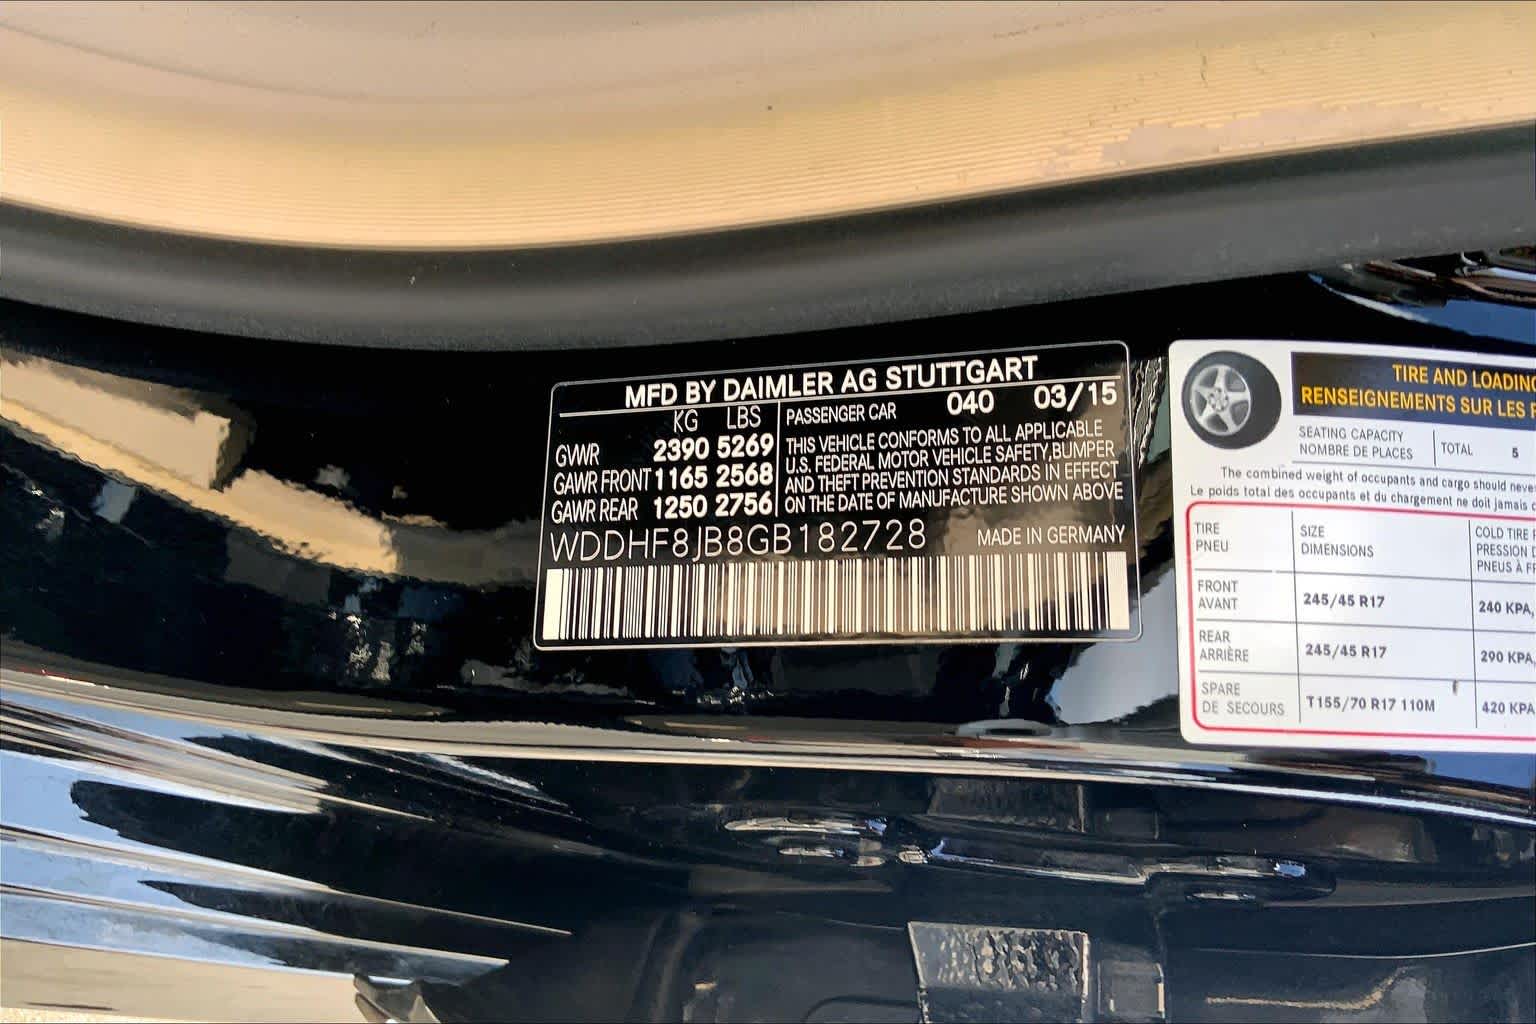 MFD BY DAIMLER AG STUTTGART
KG LBS
GVWR 2390 5269
GAWR FRONT 1165 2568
GAWR REAR 1250 2756
PASSENGER CAR 040 03/15
THIS VEHICLE CONFORMS TO ALL APPLICABLE
U.S. FEDERAL MOTOR VEHICLE SAFETY,BUMPER
AND THEFT PREVENTION STANDARDS IN EFFECT
ON THE DATE OF MANUFACTURE SHOWN ABOVE
WDDHF8JB8GB182728 MADE IN GERMANY
TIRE AND LOADING
RENSEIGNEMENTS SUR LES
SEATING CAPACITY
NOMBRE DE PLACES
TOTAL 5
The combined weight of occupants and cargo should never
Le poids total des occupants et du chargement ne doit jamais
TIRE
PNEU
SIZE
DIMENSIONS
COLD TIRE
PRESSION
PNEUS À
FRONT
AVANT
245/45 R17
240 KPA,
REAR
ARRIÈRE
245/45 R17
290 KPA,
SPARE
DE SECOURS
T155/70 R17 110M
420 KPA